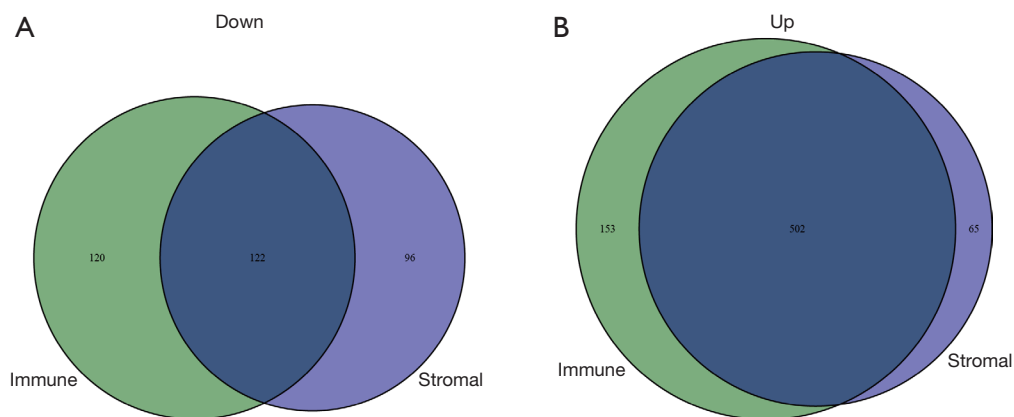 A
Down
120
122
96
Immune
Stromal
B
Up
153
502
65
Immune
Stromal